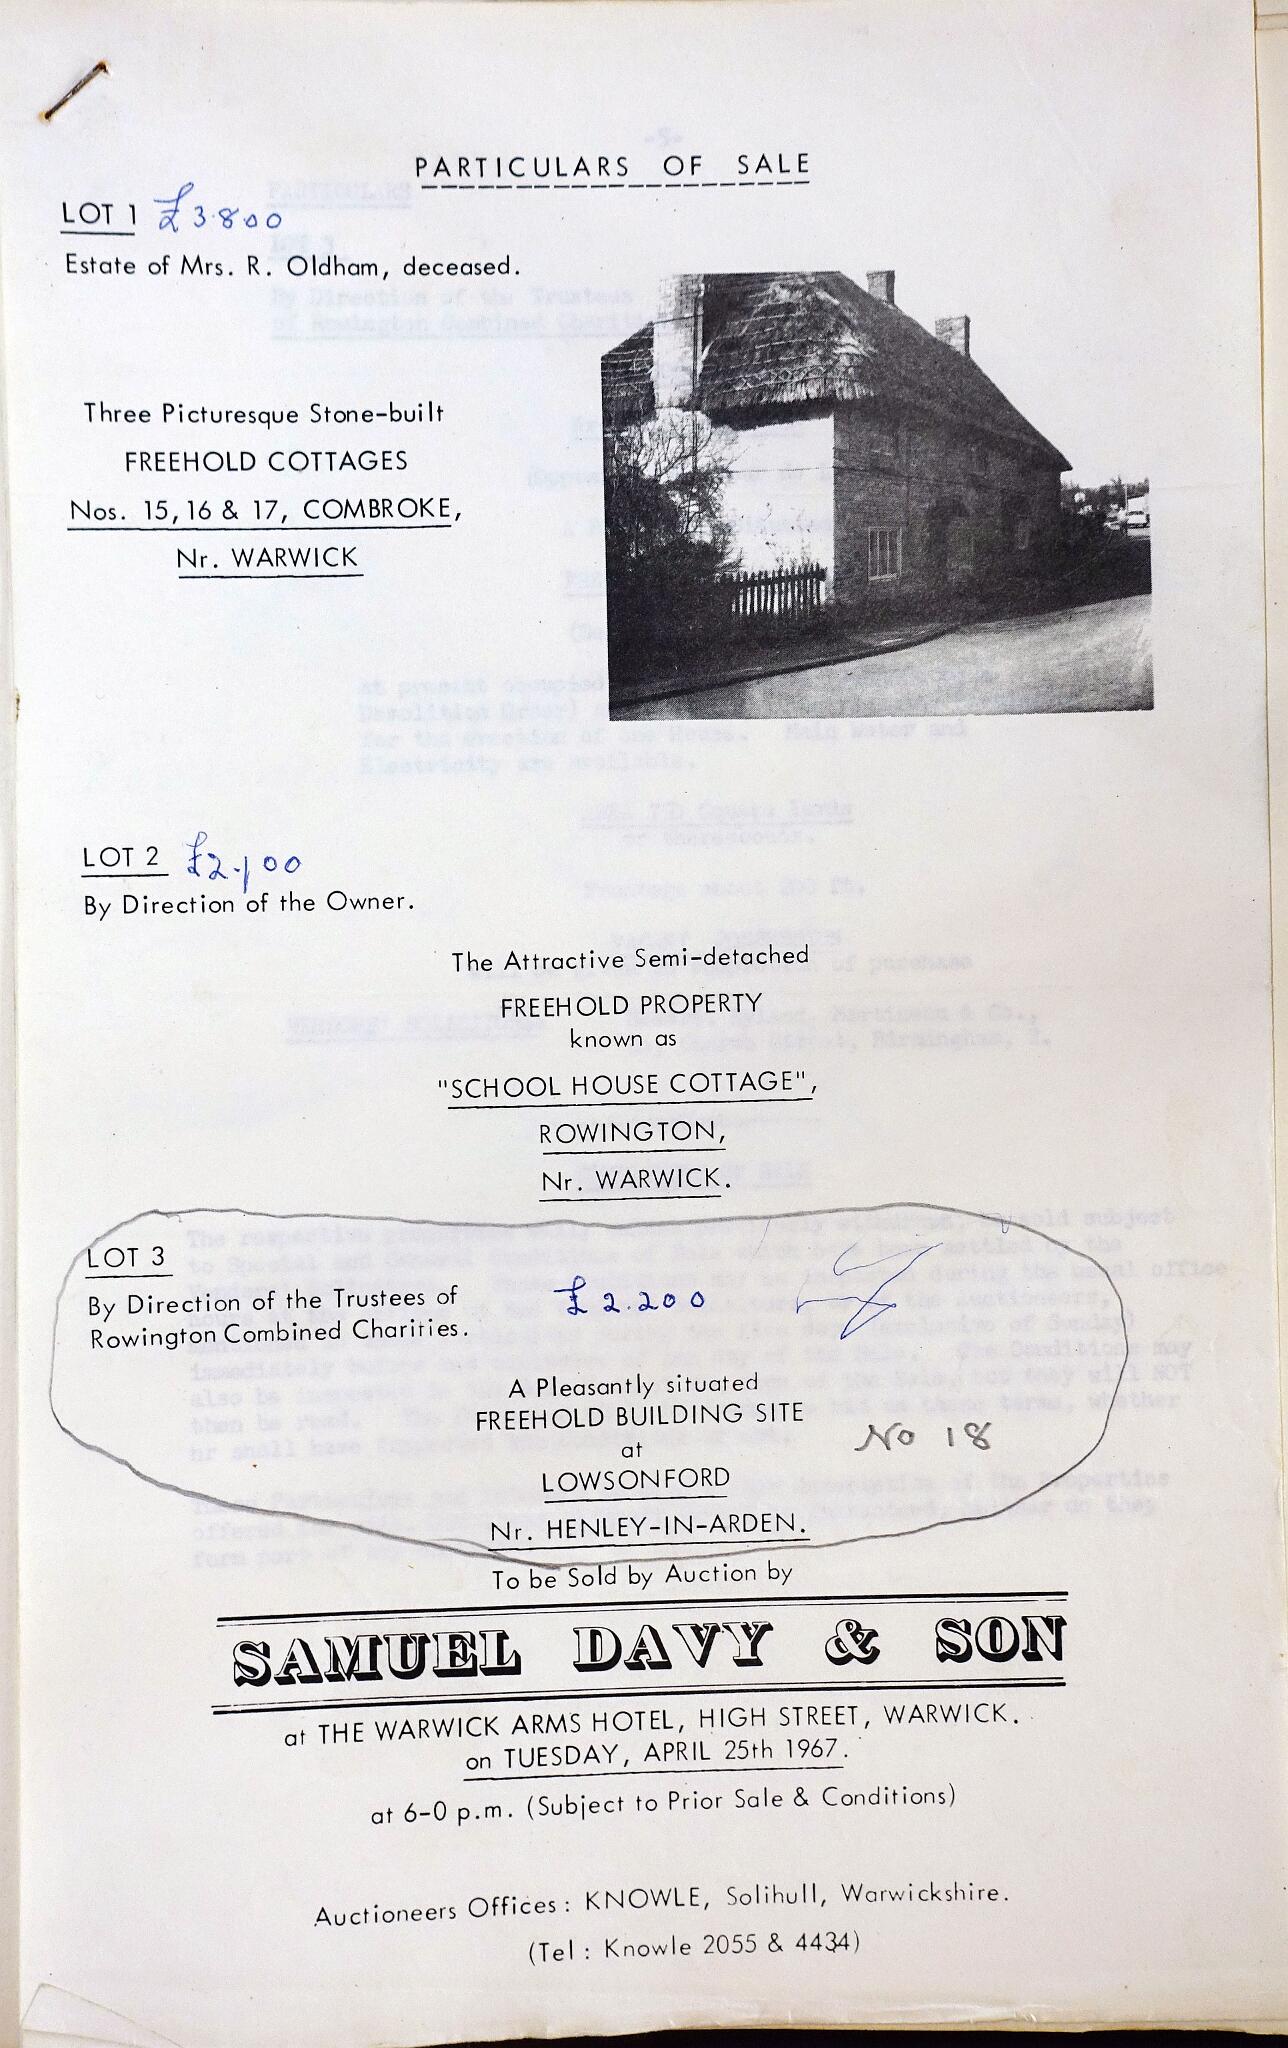 PARTICULARS OF SALE
LOT 1 £3.800
Estate of Mrs. R. Oldham, deceased.
Three Picturesque Stone-built
FREEHOLD COTTAGES
Nos. 15, 16 & 17, COMBROKE,
Nr. WARWICK
LOT 2 £2.100
By Direction of the Owner.
The Attractive Semi-detached
FREEHOLD PROPERTY
known as
"SCHOOL HOUSE COTTAGE",
ROWINGTON,
Nr. WARWICK.
LOT 3
By Direction of the Trustees of
Rowington Combined Charities.
£2.200
A Pleasantly situated
FREEHOLD BUILDING SITE
No 18
at
LOWSONFORD
Nr. HENLEY-IN-ARDEN.
To be Sold by Auction by
SAMUEL DAVY & SON
at THE WARWICK ARMS HOTEL, HIGH STREET, WARWICK.
on TUESDAY, APRIL 25th 1967.
at 6-0 p.m. (Subject to Prior Sale & Conditions)
Auctioneers Offices: KNOWLE, Solihull, Warwickshire.
(Tel: Knowle 2055 & 4434)